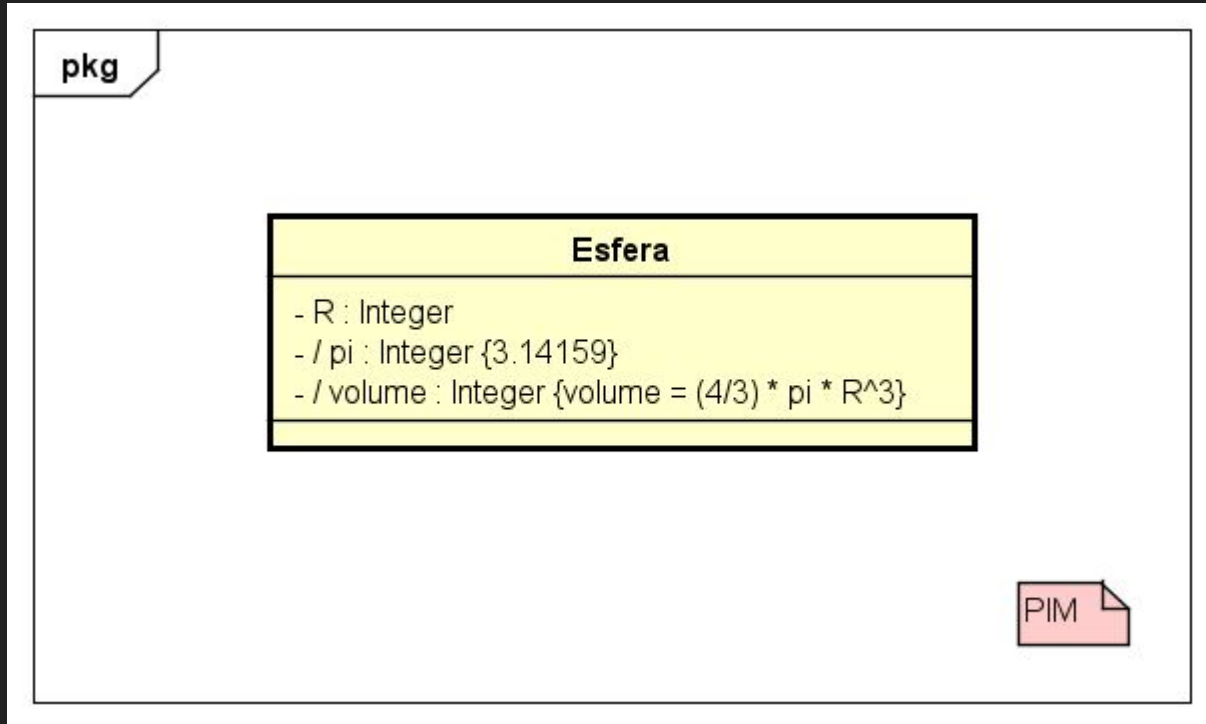 pkg
Esfera
- R : Integer
- / pi : Integer {3.14159}
- / volume : Integer {volume = (4/3) * pi * R^3}
PIM